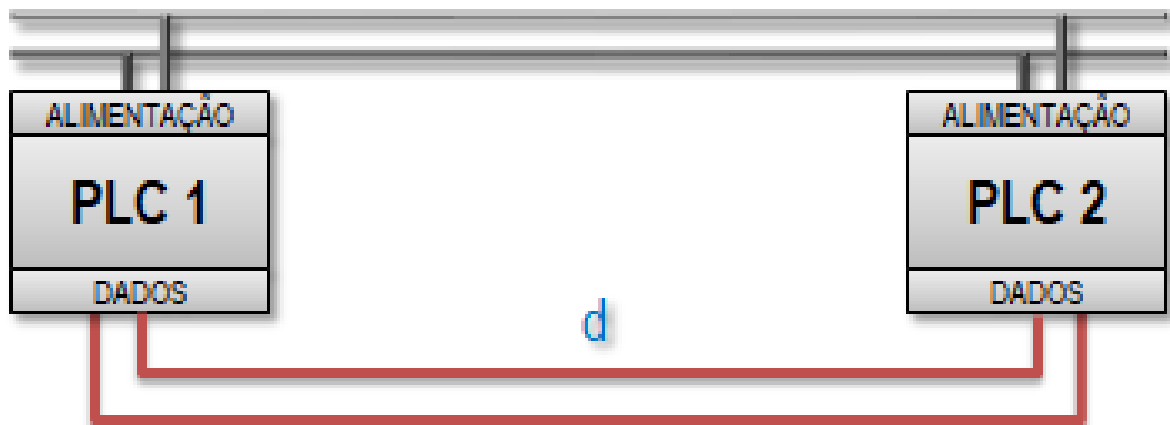 ALIMENTAÇÃO
PLC 1
DADOS
d
ALIMENTAÇÃO
PLC 2
DADOS